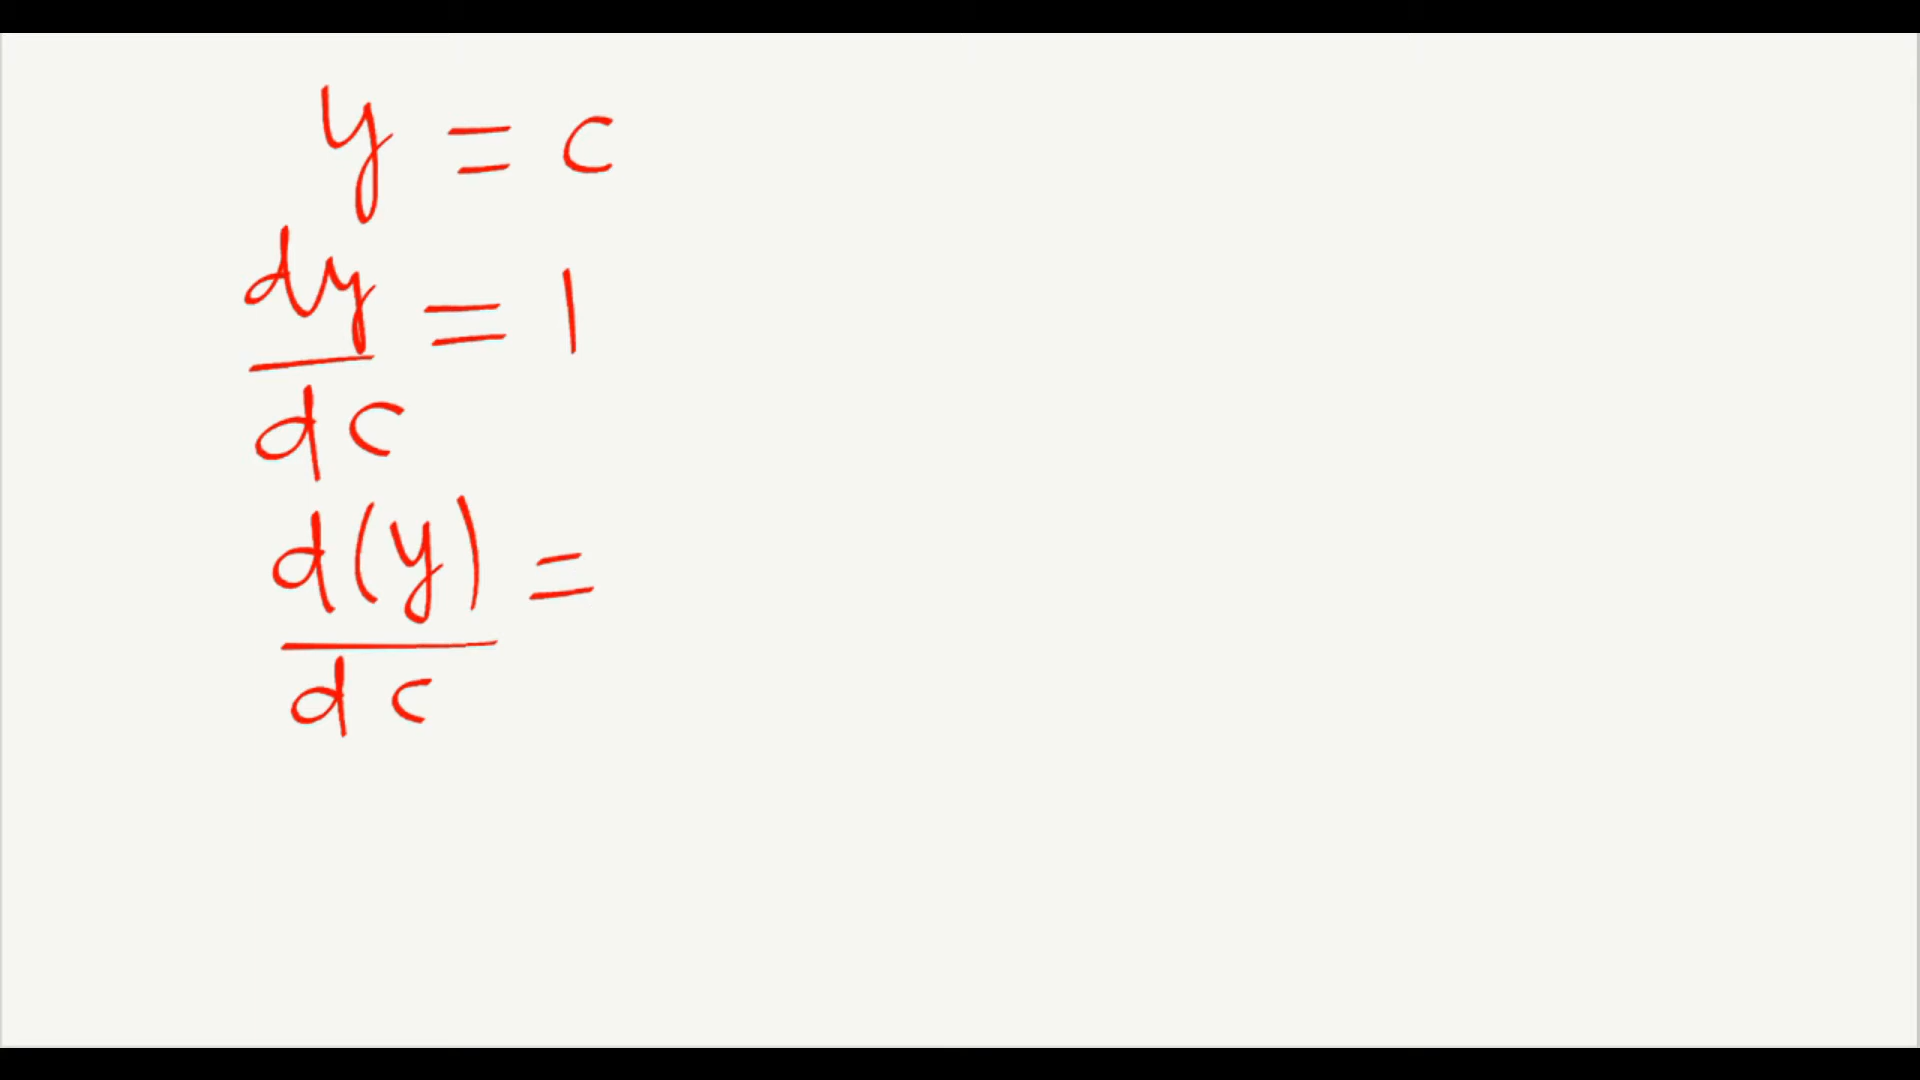 y = c
dy/dc = 1
d(y)/dc =